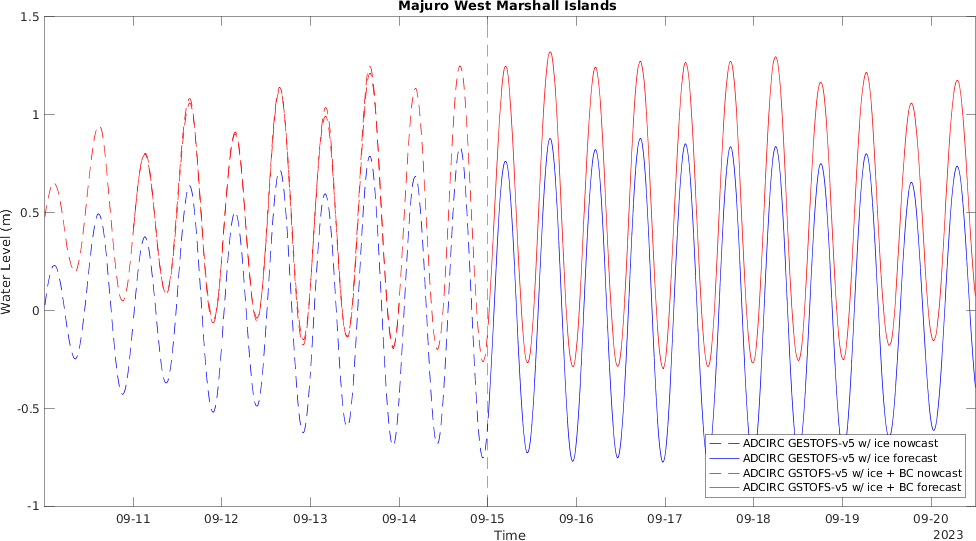 Majuro West Marshall Islands
1.5
1
0.5
0
-0.5
-1
Water Level (m)
ADCIRC GESTOFS-v5 w/ ice nowcast
ADCIRC GESTOFS-v5 w/ ice forecast
ADCIRC GSTOFS-v5 w/ ice + BC nowcast
ADCIRC GSTOFS-v5 w/ ice + BC forecast
09-11 09-12 09-13 09-14 09-15 09-16 09-17 09-18 09-19 09-20
Time
2023